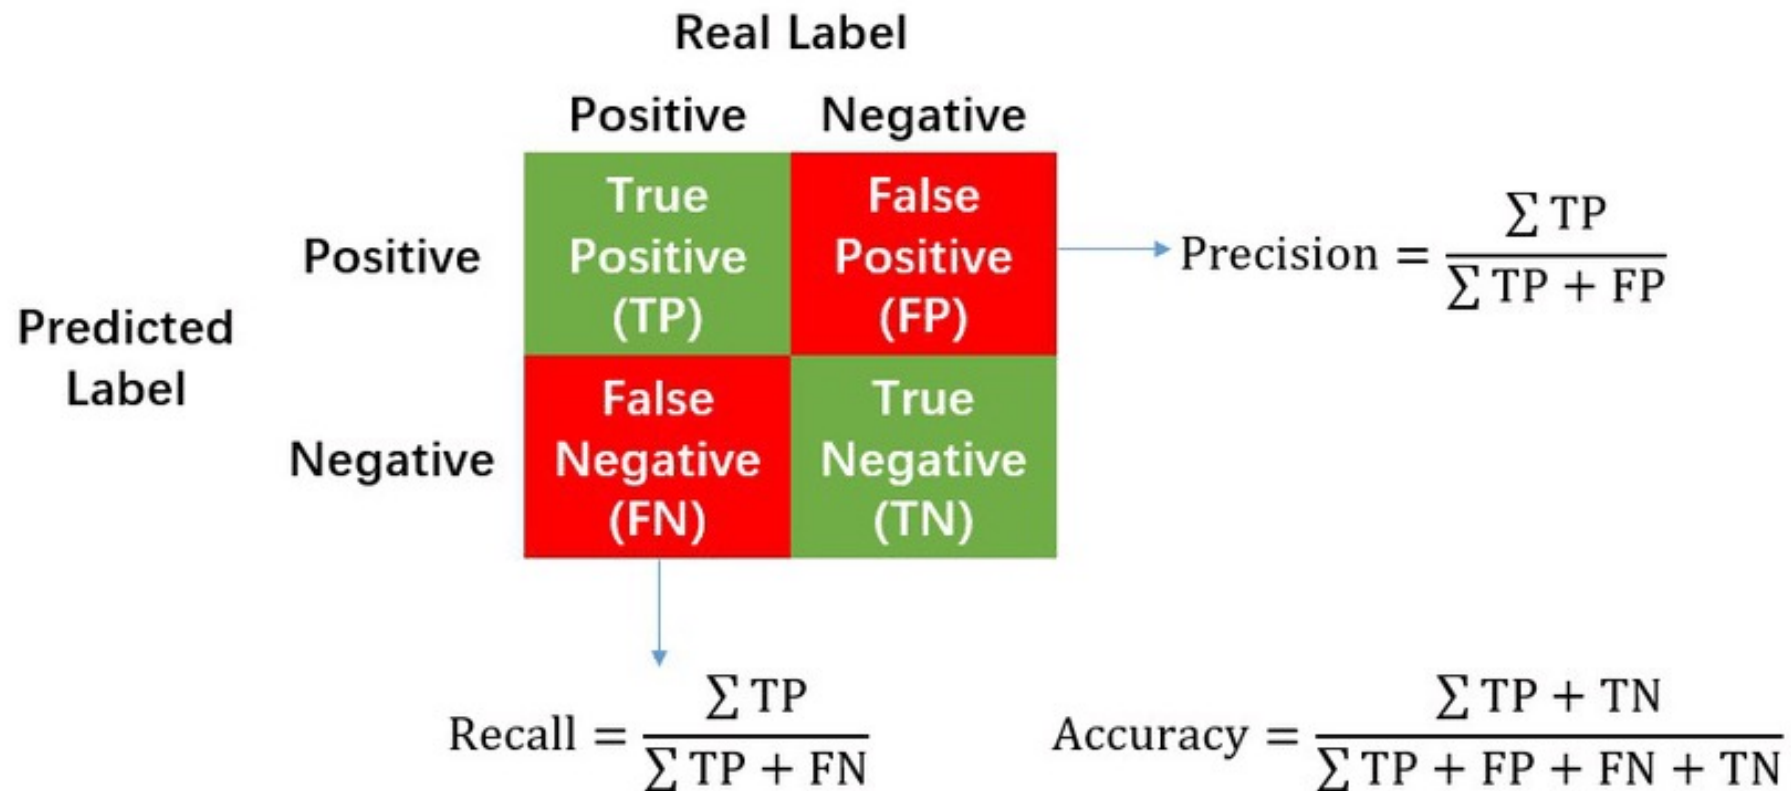 Real Label
Positive Negative
True Positive (TP)
False Positive (FP)
Positive
Precision = ∑ TP / ∑ TP + FP
Predicted Label
False Negative (FN)
True Negative (TN)
Negative
Recall = ∑ TP / ∑ TP + FN
Accuracy = ∑ TP + TN / ∑ TP + FP + FN + TN